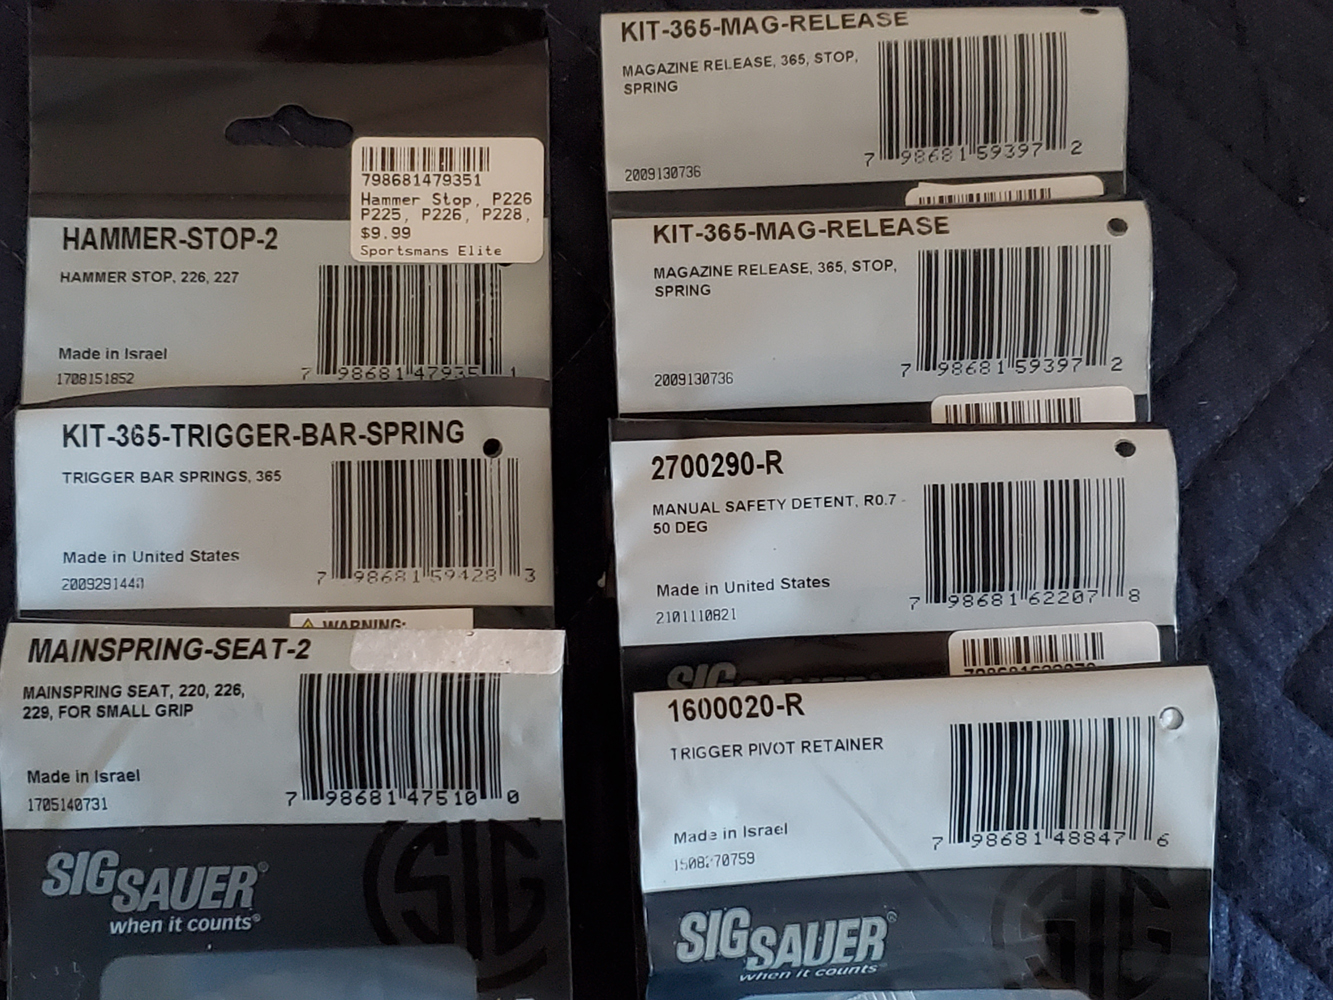 798681479351
Hammer Stop, P226
P225, P226, P228,
$9.99
Sportsmans Elite
HAMMER-STOP-2
HAMMER STOP, 226, 227
Made in Israel
1708151852
7 98681 47935 1
KIT-365-TRIGGER-BAR-SPRING
TRIGGER BAR SPRINGS, 365
Made in United States
7 98681 59428 3
WARNING:
MAINSPRING-SEAT-2
MAINSPRING SEAT, 220, 226,
229, FOR SMALL GRIP
Made in Israel
1705140731
7 98681 47510 0
SIG SAUER®
when it counts®
SIG
KIT-365-MAG-RELEASE
MAGAZINE RELEASE, 365, STOP,
SPRING
2009130736
7 98681 59397 2
KIT-365-MAG-RELEASE
MAGAZINE RELEASE, 365, STOP,
SPRING
2009130736
7 98681 59397 2
2700290-R
MANUAL SAFETY DETENT, R0.7 -
50 DEG
Made in United States
2101110821
7 98681 62207 8
SIG SAUER
1600020-R
TRIGGER PIVOT RETAINER
Made in Israel
7 98681 48847 6
SIG SAUER®
when it counts®
SIG